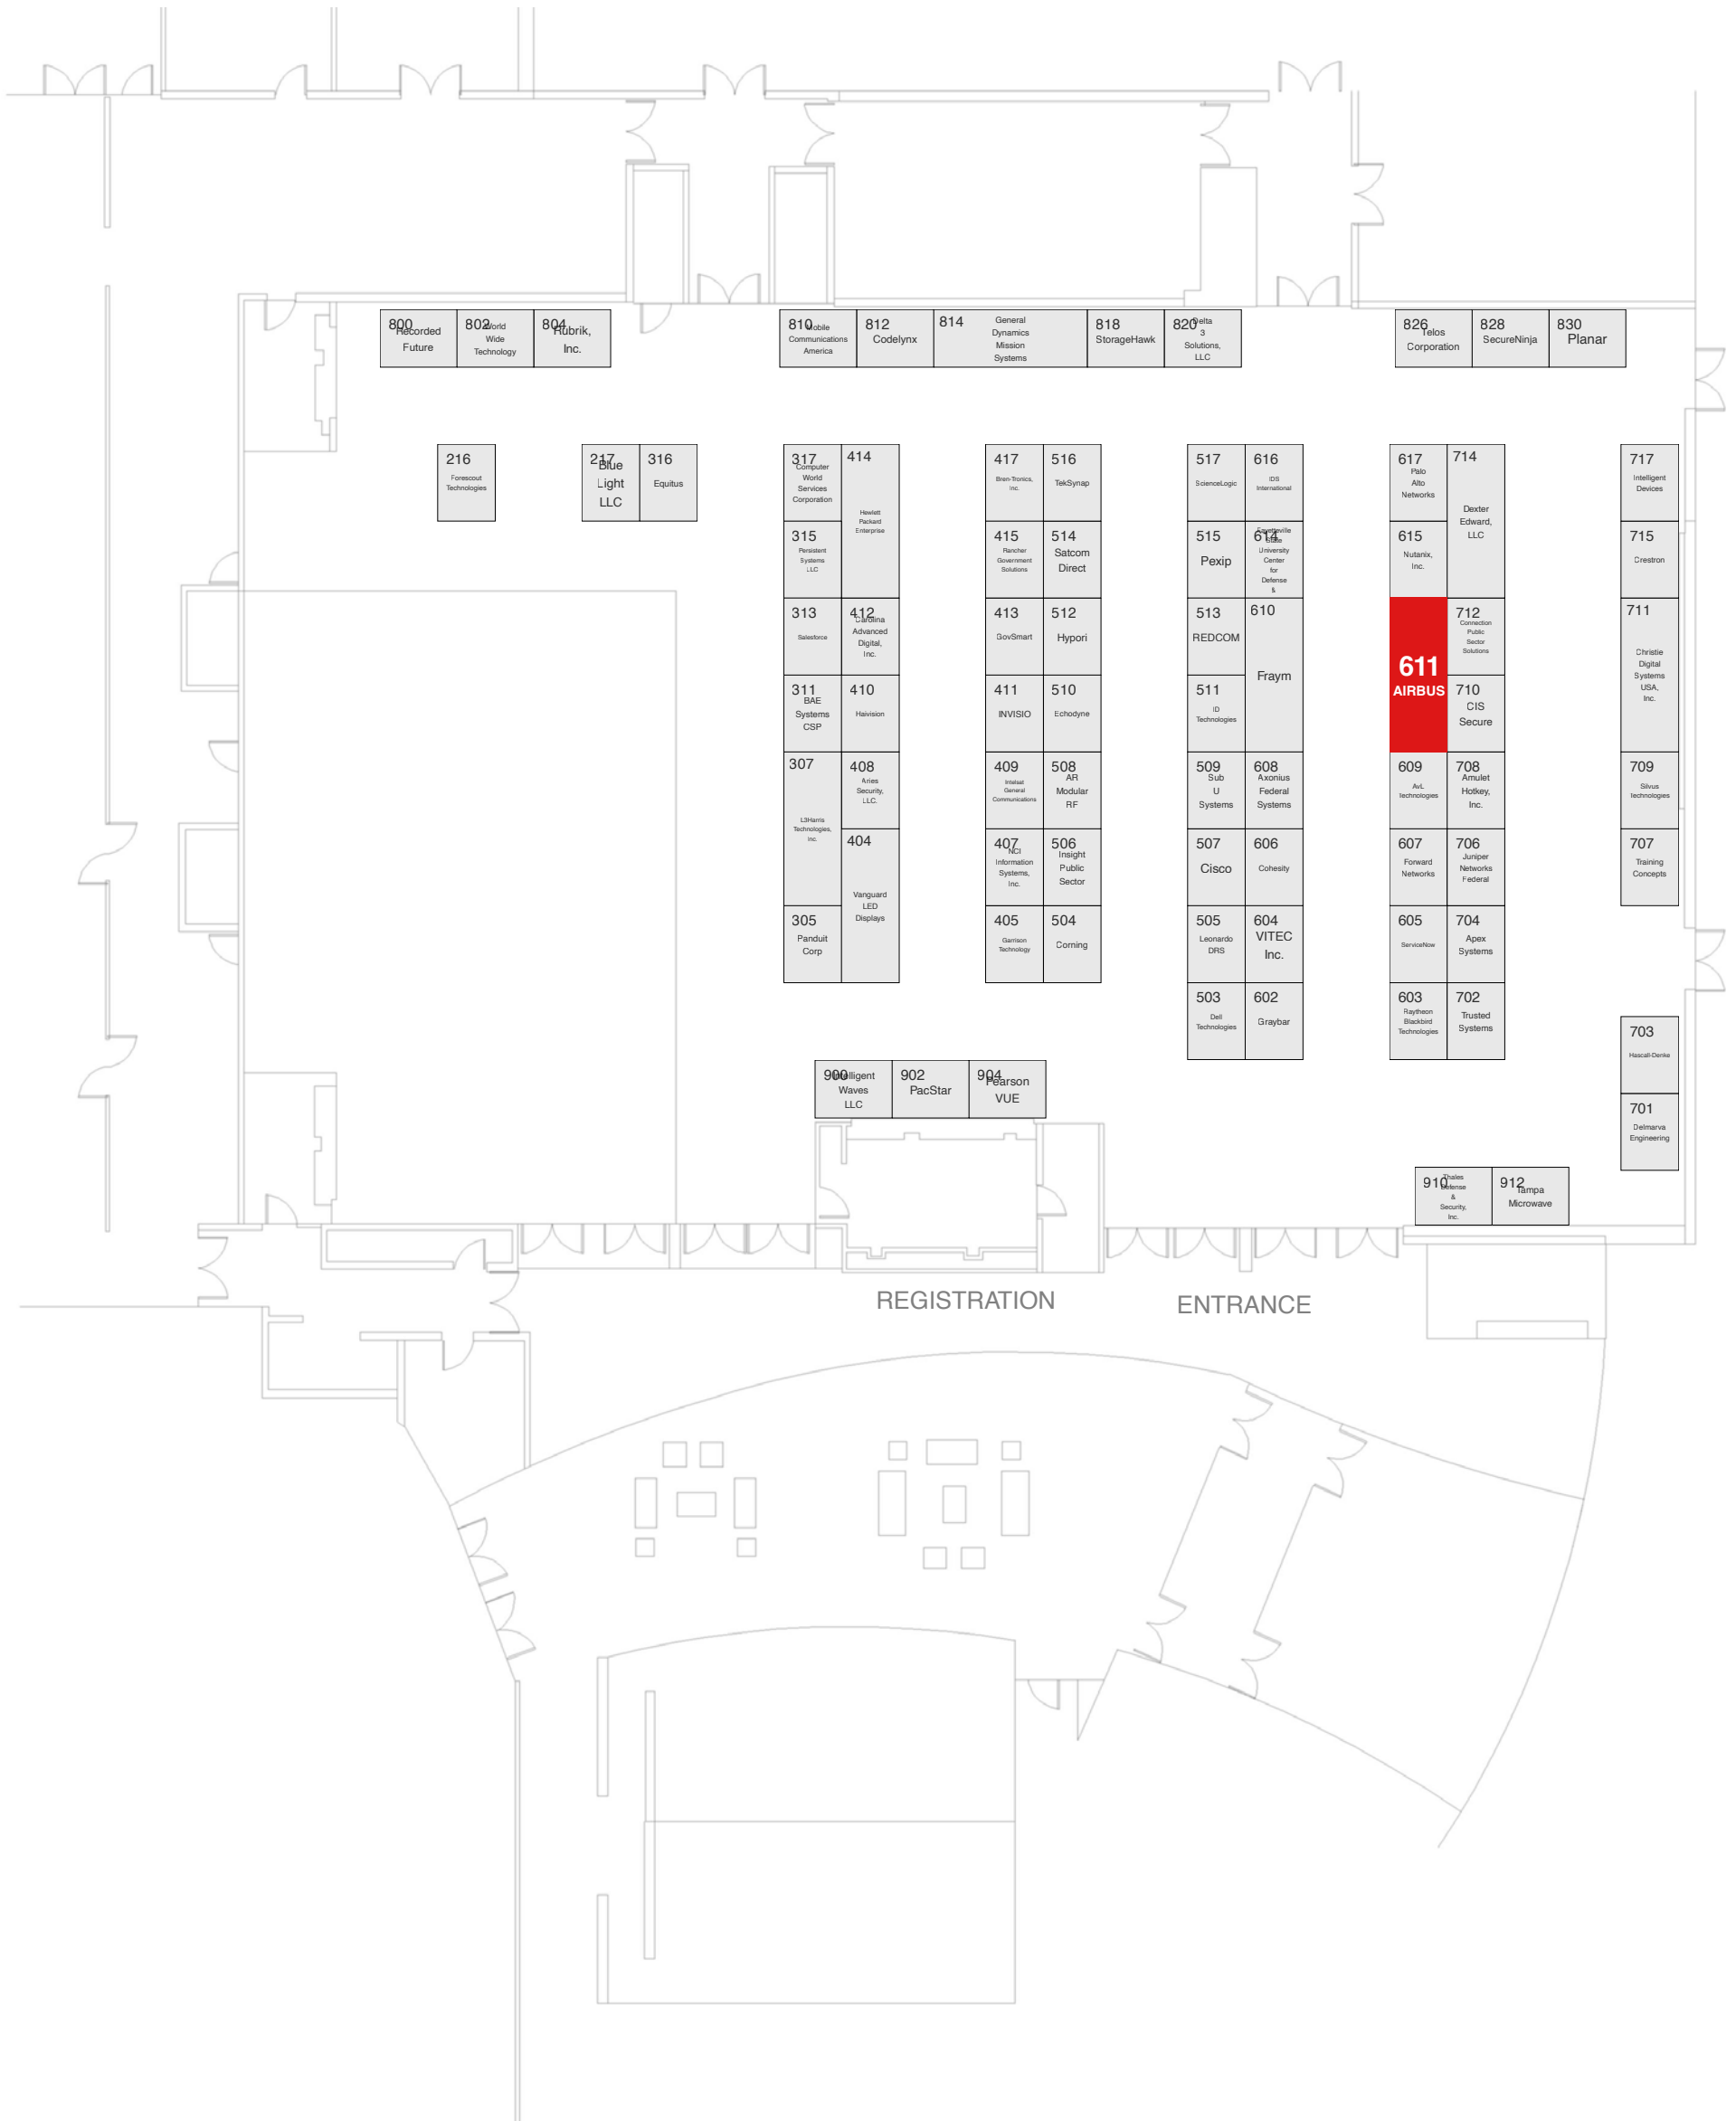 800
Recorded
Future
802
World
Wide
Technology
804
Rubrik,
Inc.
810
Mobile
Communications
America
812
Codelynx
814
General
Dynamics
Mission
Systems
818
StorageHawk
820
Delta
3
Solutions,
LLC
826
Telos
Corporation
828
SecureNinja
830
Planar
216
Forescout
Technologies
217
Blue
Light
LLC
316
Equitus
317
Computer
World
Services
Corporation
414
Hewlett
Packard
Enterprise
315
Persistent
Systems
LLC
313
Salesforce
412
Carolina
Advanced
Digital,
Inc.
311
BAE
Systems
CSP
410
Haivision
307
L3Harris
Technologies,
Inc.
408
Aries
Security,
LLC.
404
Vanguard
LED
Displays
305
Panduit
Corp
417
Bren-Tronics,
Inc.
516
TekSynap
415
Rancher
Government
Solutions
514
Satcom
Direct
413
GovSmart
512
Hypori
411
INVISIO
510
Echodyne
409
Intelsat
General
Communications
508
AR
Modular
RF
407
NCI
Information
Systems,
Inc.
506
Insight
Public
Sector
405
Garrison
Technology
504
Corning
517
ScienceLogic
616
IDS
International
515
Pexip
614
Fayetteville
State
University
Center
for
Defense
&
513
REDCOM
610
Fraym
511
ID
Technologies
509
Sub
U
Systems
608
Axonius
Federal
Systems
507
Cisco
606
Cohesity
505
Leonardo
DRS
604
VITEC
Inc.
503
Dell
Technologies
602
Graybar
617
Palo
Alto
Networks
714
Dexter
Edward,
LLC
615
Nutanix,
Inc.
611
AIRBUS
712
Connection
Public
Sector
Solutions
710
CIS
Secure
609
AvL
Technologies
708
Amulet
Hotkey,
Inc.
607
Forward
Networks
706
Juniper
Networks
Federal
605
ServiceNow
704
Apex
Systems
603
Raytheon
Blackbird
Technologies
702
Trusted
Systems
717
Intelligent
Devices
715
Crestron
711
Christie
Digital
Systems
USA,
Inc.
709
Silvus
Technologies
707
Training
Concepts
703
Hascall-Denke
701
Delmarva
Engineering
900
Intelligent
Waves
LLC
902
PacStar
904
Pearson
VUE
910
Thales
Defense
&
Security,
Inc.
912
Tampa
Microwave
REGISTRATION
ENTRANCE